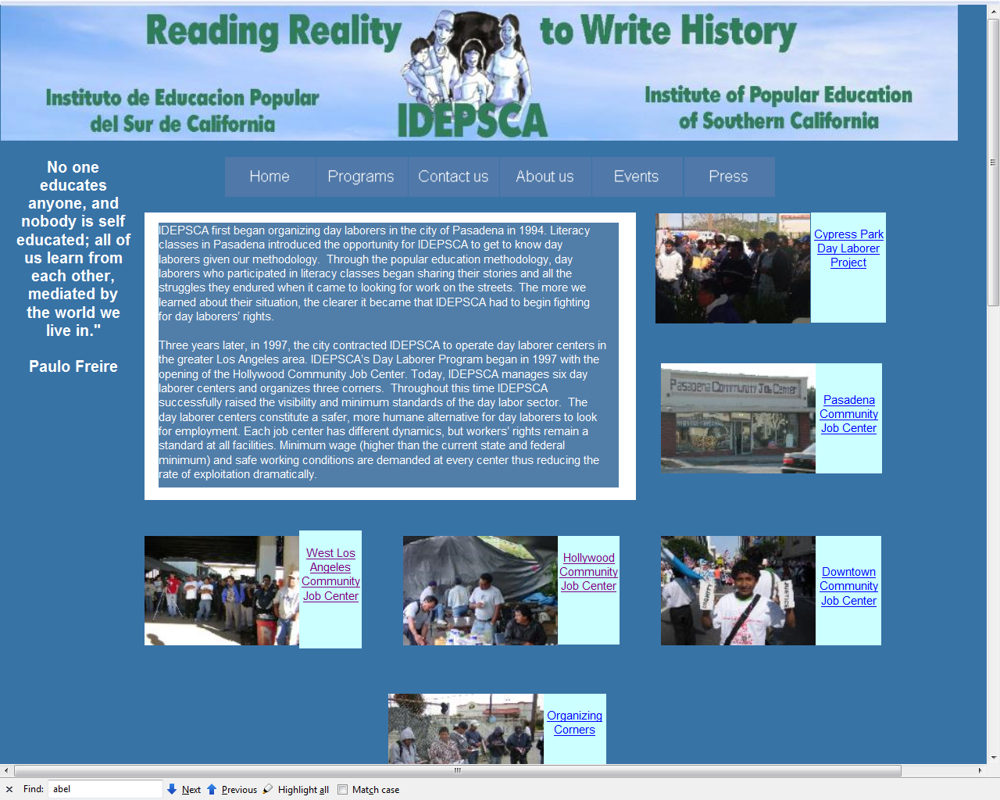 Reading Reality to Write History
Instituto de Educacion Popular
del Sur de California
IDEPSCA
Institute of Popular Education
of Southern California
No one
educates
anyone, and
nobody is self
educated; all of
us learn from
each other,
mediated by
the world we
live in."
Paulo Freire
Home
Programs
Contact us
About us
Events
Press
IDEPSCA first began organizing day laborers in the city of Pasadena in 1994. Literacy
classes in Pasadena introduced the opportunity for IDEPSCA to get to know day
laborers given our methodology.  Through the popular education methodology, day
laborers who participated in literacy classes began sharing their stories and all the
struggles they endured when it came to looking for work on the streets. The more we
learned about their situation, the clearer it became that IDEPSCA had to begin fighting
for day laborers’ rights.
Three years later, in 1997, the city contracted IDEPSCA to operate day laborer centers in
the greater Los Angeles area. IDEPSCA’s Day Laborer Program began in 1997 with the
opening of the Hollywood Community Job Center. Today, IDEPSCA manages six day
laborer centers and organizes three corners.  Throughout this time IDEPSCA
successfully raised the visibility and minimum standards of the day labor sector.  The
day laborer centers constitute a safer, more humane alternative for day laborers to look
for employment. Each job center has different dynamics, but workers’ rights remain a
standard at all facilities. Minimum wage (higher than the current state and federal
minimum) and safe working conditions are demanded at every center thus reducing the
rate of exploitation dramatically.
Cypress Park
Day Laborer
Project
Pasadena Community Job Center
Pasadena
Community
Job Center
West Los
Angeles
Community
Job Center
Hollywood
Community
Job Center
JUSTICE
Downtown
Community
Job Center
Organizing
Corners
Find: abel Next Previous Highlight all Match case